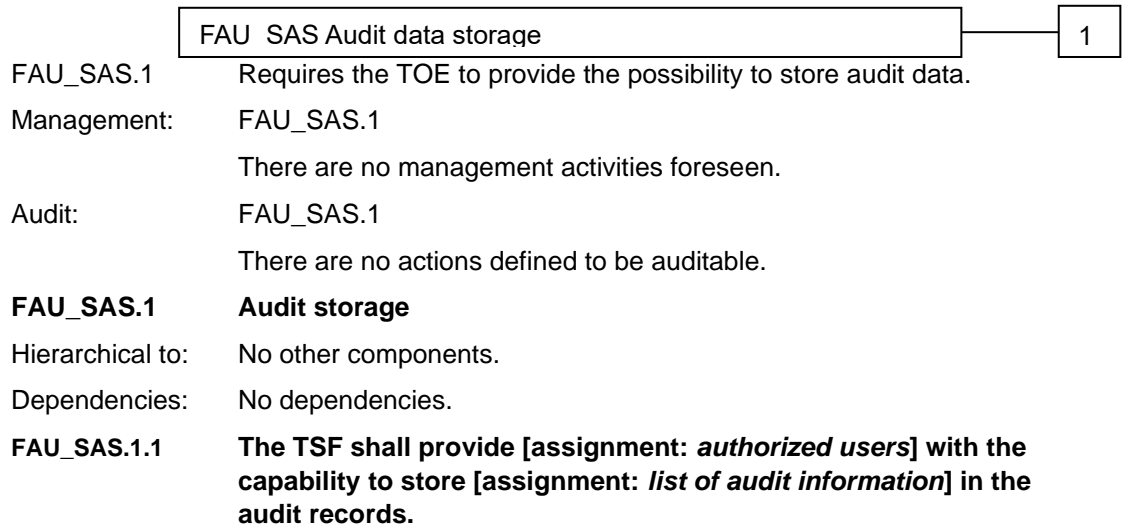 FAU_SAS Audit data storage 1
FAU_SAS.1 Requires the TOE to provide the possibility to store audit data.
Management: FAU_SAS.1
There are no management activities foreseen.
Audit: FAU_SAS.1
There are no actions defined to be auditable.
FAU_SAS.1 Audit storage
Hierarchical to: No other components.
Dependencies: No dependencies.
FAU_SAS.1.1 The TSF shall provide [assignment: authorized users] with the
capability to store [assignment: list of audit information] in the
audit records.